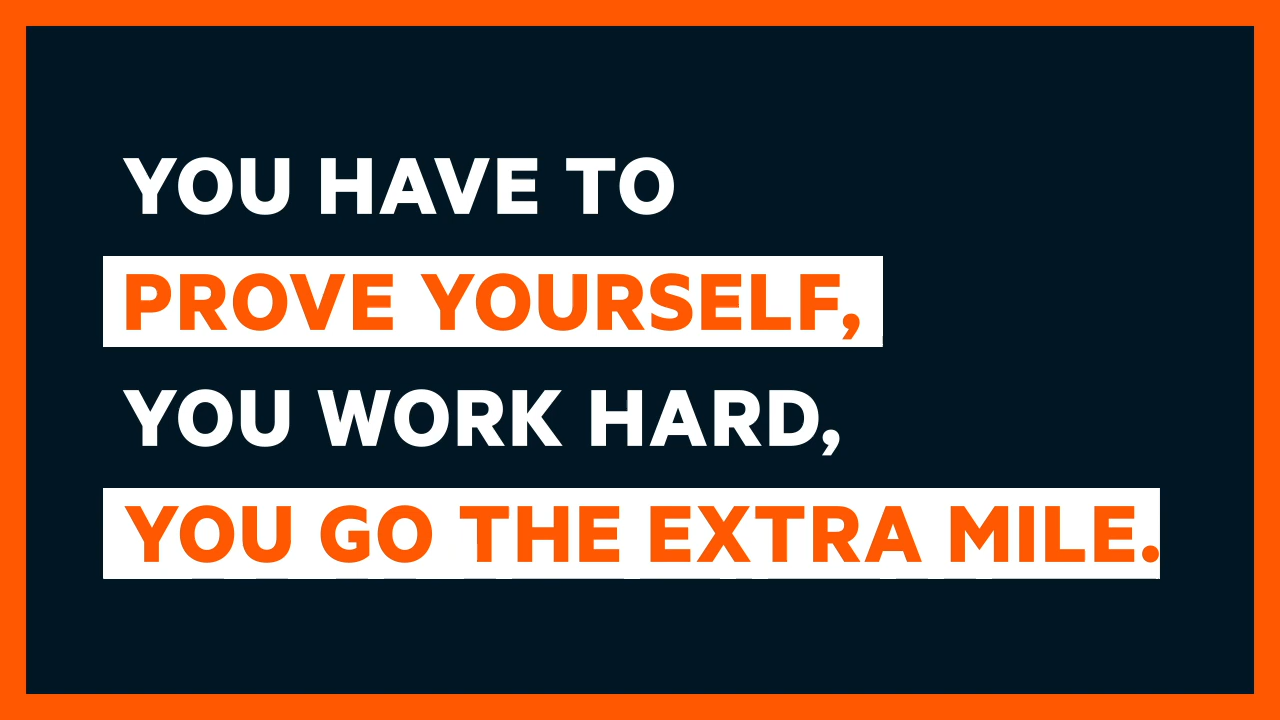 YOU HAVE TO
PROVE YOURSELF,
YOU WORK HARD,
YOU GO THE EXTRA MILE.